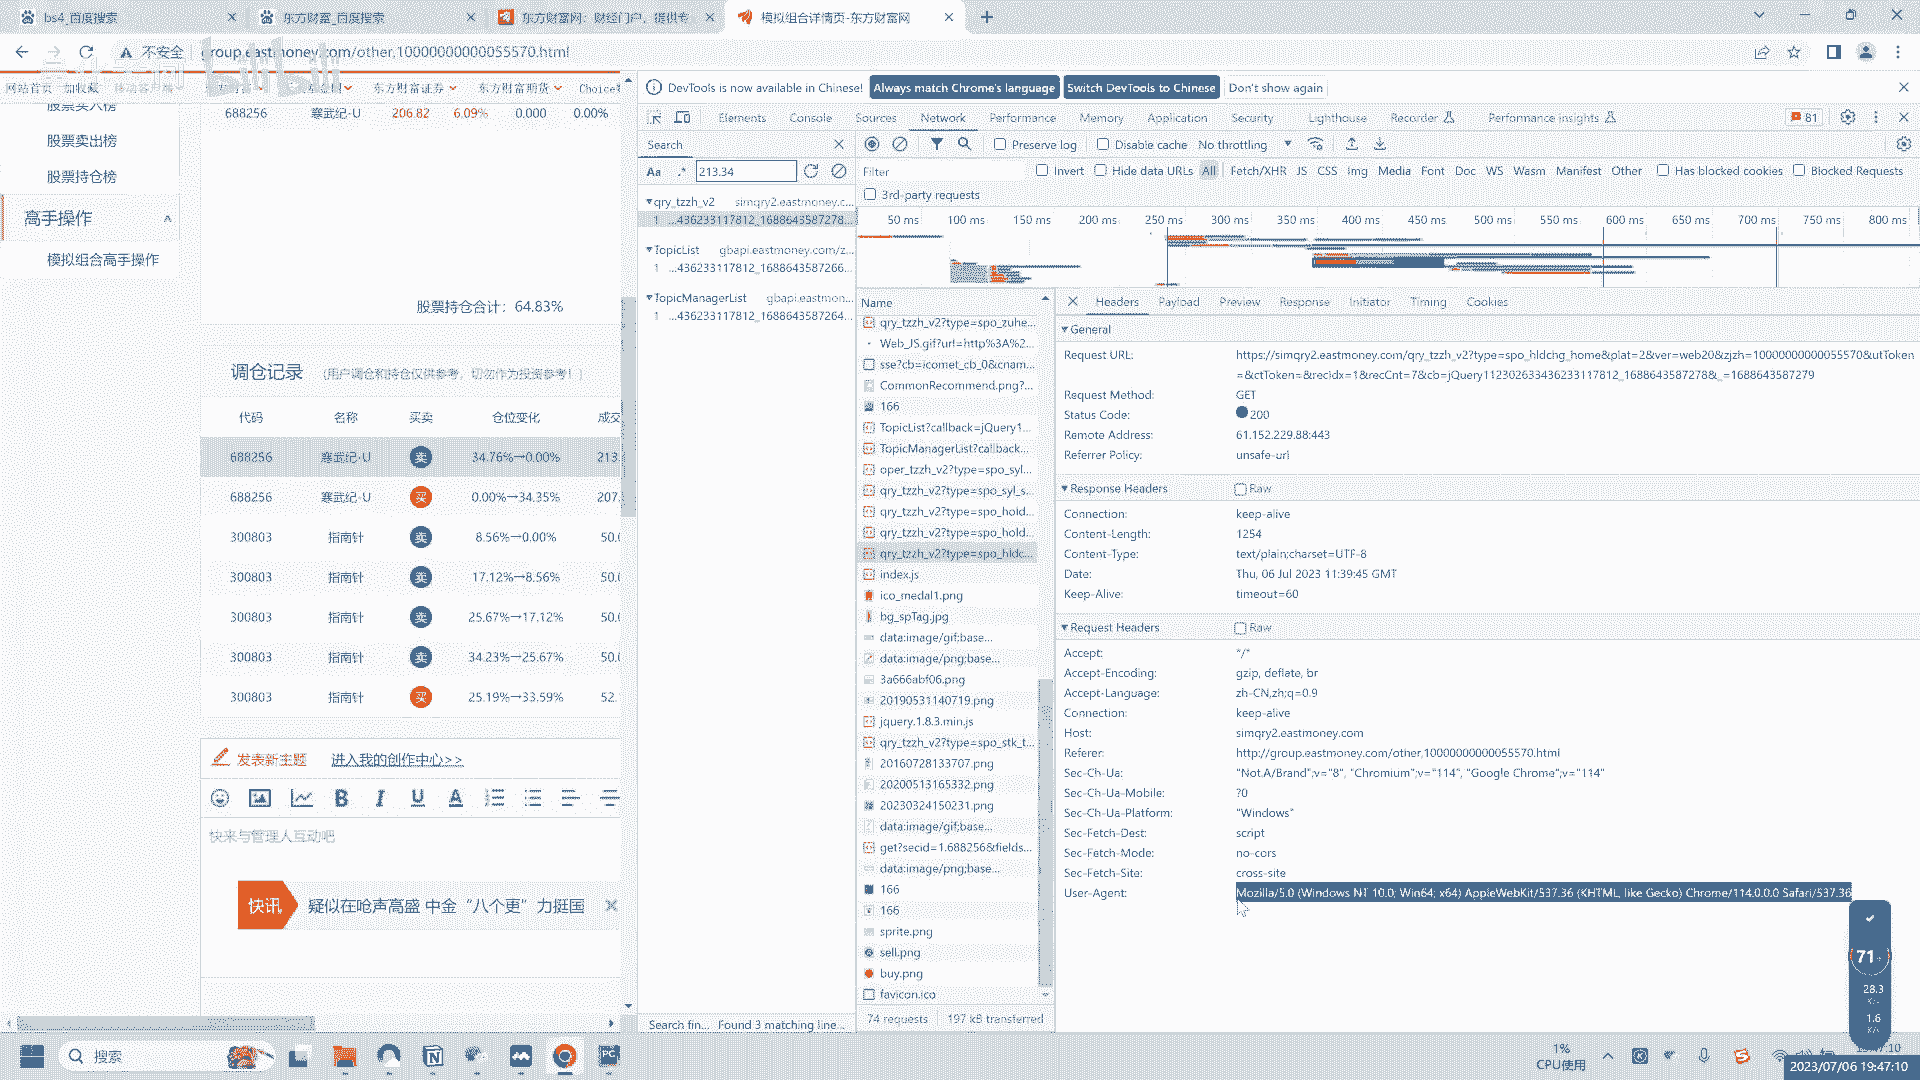 bs4_百度搜索
东方财富_百度搜索
东方财富网：财经门户，提供专
模拟组合详情页-东方财富网
不安全
group.eastmoney.com/other,10000000000055570.html
bilibili
网站首页 加收藏 移动客户端
东方财富证券 东方财富期货 Choice
股票买入榜
股票卖出榜
股票持仓榜
高手操作
模拟组合高手操作
688256 寒武纪-U 206.82 6.09% 0.000 0.00%
股票持仓合计：64.83%
调仓记录 （用户调仓和持仓仅供参考，切勿作为投资参考！）
代码 名称 买卖 仓位变化 成交
688256 寒武纪-U 卖 34.76%→0.00% 213.
688256 寒武纪-U 买 0.00%→34.35% 207.
300803 指南针 卖 8.56%→0.00% 50.
300803 指南针 卖 17.12%→8.56% 50.
300803 指南针 卖 25.67%→17.12% 50.
300803 指南针 卖 34.23%→25.67% 50.
300803 指南针 买 25.19%→33.59% 52.
发表新主题 进入我的创作中心>>
B I U A
快来与管理人互动吧
快讯 疑似在呛声高盛 中金“八个更”力挺国
DevTools is now available in Chinese! Always match Chrome's language Switch DevTools to Chinese Don't show again
Elements Console Sources Network Performance Memory Application Security Lighthouse Recorder Performance insights 81
Search
Preserve log Disable cache No throttling
Aa .* 213.34
Filter Invert Hide data URLs All Fetch/XHR JS CSS Img Media Font Doc WS Wasm Manifest Other Has blocked cookies Blocked Requests
3rd-party requests
qry_tzzh_v2 simqry2.eastmoney.c...
1 ...436233117812_1688643587278...
TopicList gbapi.eastmoney.com/z...
1 ...436233117812_1688643587266...
TopicManagerList gbapi.eastmon...
1 ...436233117812_1688643587264...
Search fin... Found 3 matching line...
50 ms 100 ms 150 ms 200 ms 250 ms 300 ms 350 ms 400 ms 450 ms 500 ms 550 ms 600 ms 650 ms 700 ms 750 ms 800 ms
Name
qry_tzzh_v2?type=spo_zuhe...
Web_JS.gif?url=http%3A%2...
sse?cb=icomet_cb_0&cnam...
CommonRecommend.png?...
166
TopicList?callback=jQuery1...
TopicManagerList?callback...
oper_tzzh_v2?type=spo_syl...
qry_tzzh_v2?type=spo_syl_s...
qry_tzzh_v2?type=spo_hold...
qry_tzzh_v2?type=spo_hold...
qry_tzzh_v2?type=spo_hldc...
index.js
ico_medal1.png
bg_spTag.jpg
data:image/gif;base...
data:image/png;base...
3a666abf06.png
20190531140719.png
jquery.1.8.3.min.js
qry_tzzh_v2?type=spo_stk_t...
20160728133707.png
20200513165332.png
20230324150231.png
data:image/gif;base...
get?secid=1.688256&fields...
data:image/png;base...
166
166
sprite.png
sell.png
buy.png
favicon.ico
74 requests 197 kB transferred
Headers Payload Preview Response Initiator Timing Cookies
General
Request URL: https://simqry2.eastmoney.com/qry_tzzh_v2?type=spo_hldchg_home&plat=2&ver=web20&zjzh=10000000000055570&utToken
=&ctToken=&recIdx=1&recCnt=7&cb=jQuery112302633436233117812_1688643587278&_=1688643587279
Request Method: GET
Status Code: 200
Remote Address: 61.152.229.88:443
Referrer Policy: unsafe-url
Response Headers Raw
Connection: keep-alive
Content-Length: 1254
Content-Type: text/plain;charset=UTF-8
Date: Thu, 06 Jul 2023 11:39:45 GMT
Keep-Alive: timeout=60
Request Headers Raw
Accept: */*
Accept-Encoding: gzip, deflate, br
Accept-Language: zh-CN,zh;q=0.9
Connection: keep-alive
Host: simqry2.eastmoney.com
Referer: http://group.eastmoney.com/other,10000000000055570.html
Sec-Ch-Ua: "Not.A/Brand";v="8", "Chromium";v="114", "Google Chrome";v="114"
Sec-Ch-Ua-Mobile: ?0
Sec-Ch-Ua-Platform: "Windows"
Sec-Fetch-Dest: script
Sec-Fetch-Mode: no-cors
Sec-Fetch-Site: cross-site
User-Agent: Mozilla/5.0 (Windows NT 10.0; Win64; x64) AppleWebKit/537.36 (KHTML, like Gecko) Chrome/114.0.0.0 Safari/537.36
71
28.3
K/s
1.6
K/s
搜索
1%
CPU使用
2023/07/06 19:47:10